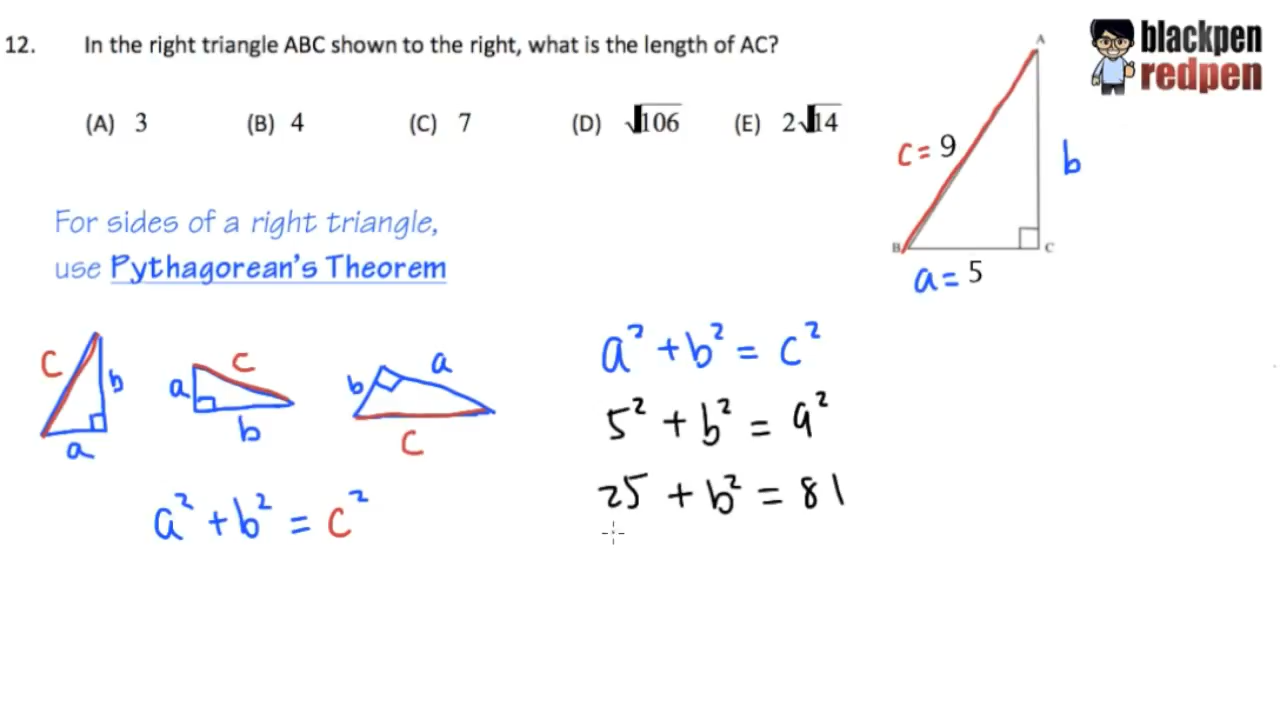 12. In the right triangle ABC shown to the right, what is the length of AC?
(A) 3 (B) 4 (C) 7 (D) √106 (E) 2√14
For sides of a right triangle,
use Pythagorean's Theorem
c
b
a
c
a
b
a
b
c
a² + b² = c²
a² + b² = c²
5² + b² = 9²
25 + b² = 81
A
c = 9
b
B
C
a = 5
blackpen
redpen